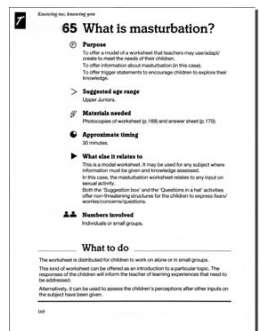 Knowing me, knowing you
65 What is masturbation?
Purpose
To offer a model of a worksheet that teachers may use/adapt/
create to meet the needs of their children.
To offer information about masturbation (in this case).
To offer trigger statements to encourage children to explore their
knowledge.
Suggested age range
Upper Juniors.
Materials needed
Photocopies of worksheet (p.169) and answer sheet (p.170).
Approximate timing
30 minutes.
What else it relates to
This is a model worksheet. It may be used for any subject where
information must be given and knowledge assessed.
In this case, the masturbation worksheet relates to any input on
sexual activity.
Both the 'Suggestion box' and the 'Questions in a hat' activities
offer non-threatening structures for the children to express fears/
worries/concerns/questions.
Numbers involved
Individuals or small groups.
What to do
The worksheet is distributed for children to work on alone or in small groups.
This kind of worksheet can be offered as an introduction to a particular topic. The
responses of the children will inform the teacher of learning experiences that need to
be addressed.
Alternatively, it can be used to assess the children's perceptions after other inputs on
the subject have been given.
168